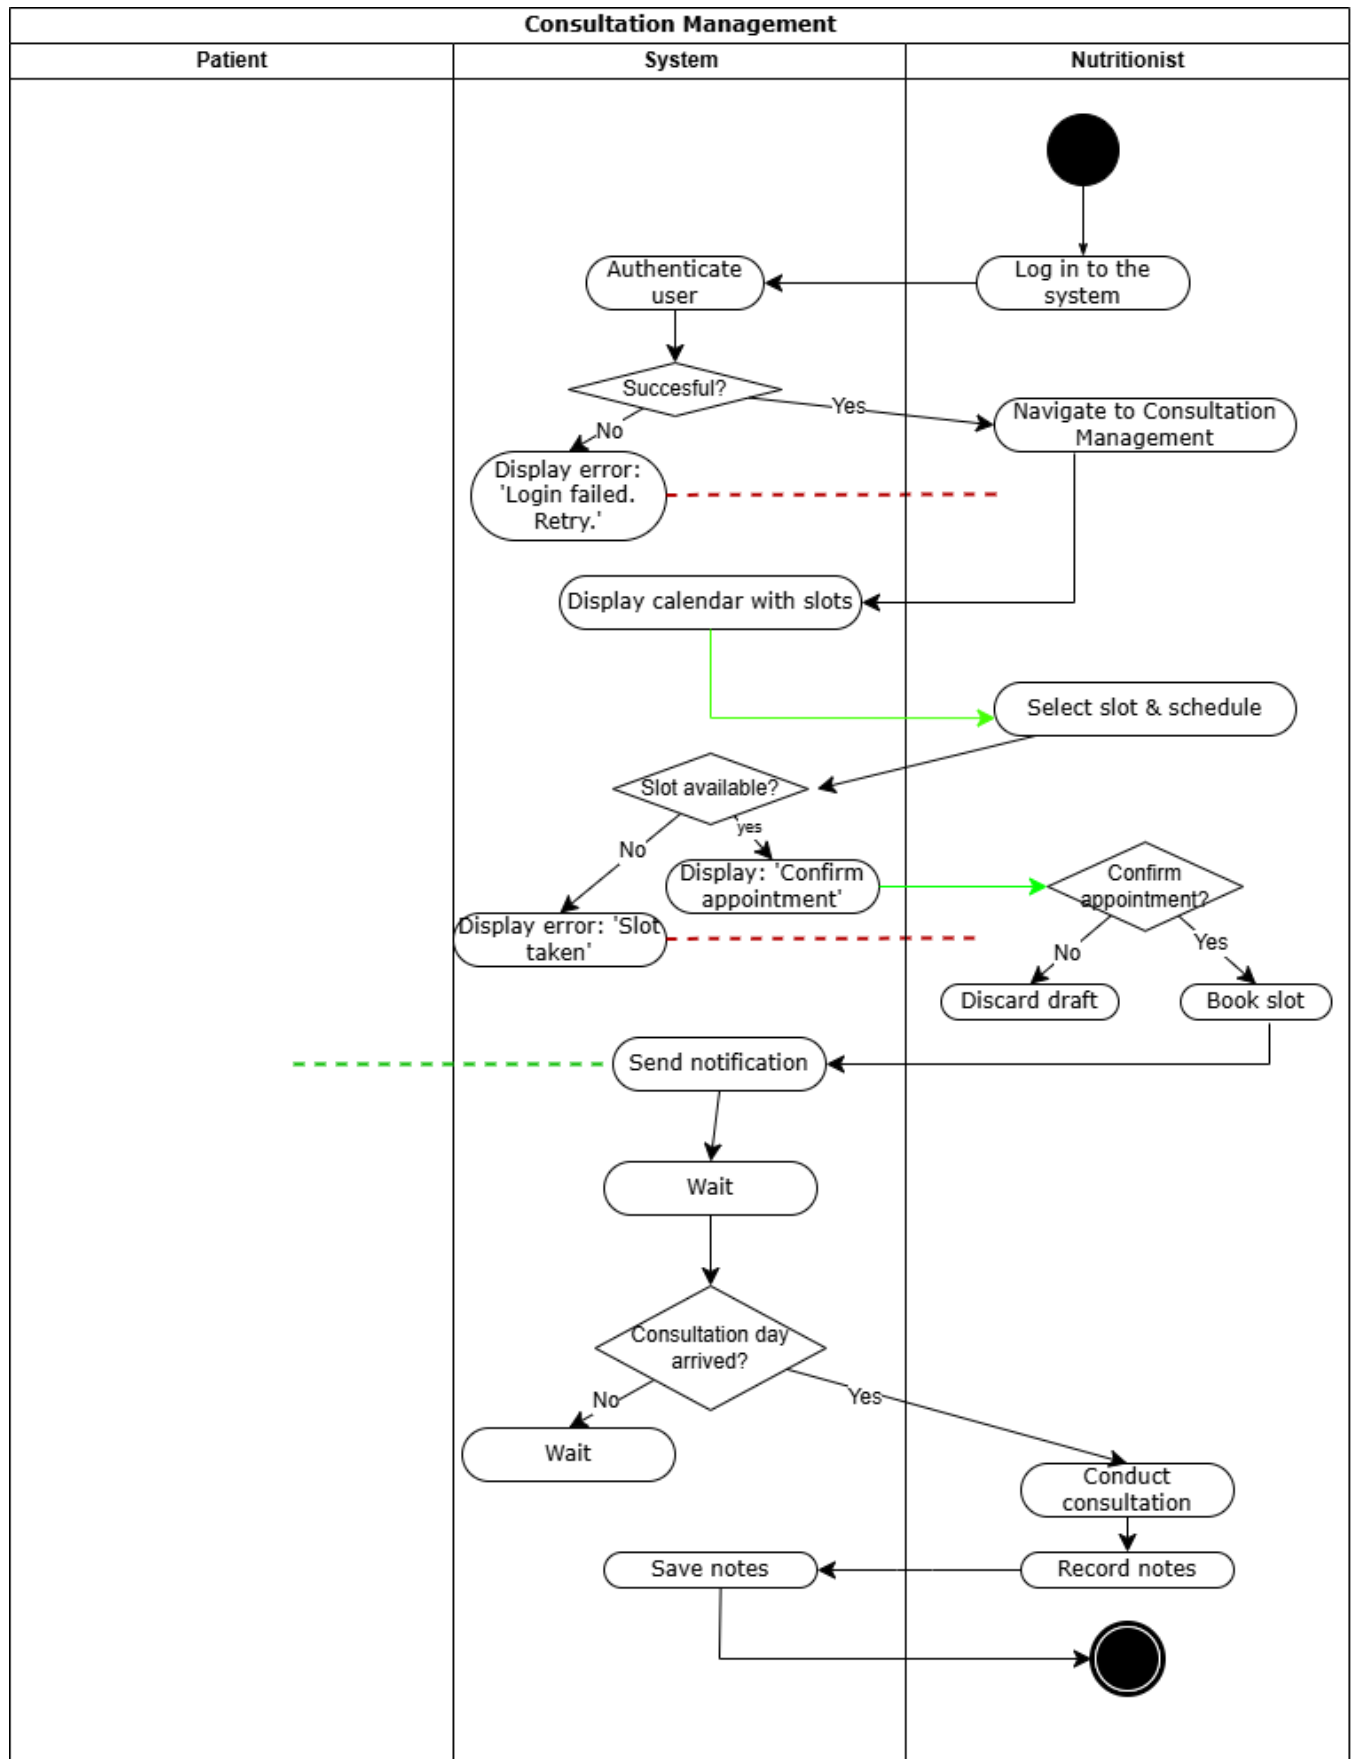 Consultation Management
Patient
System
Nutritionist
Authenticate
user
Log in to the
system
Succesful?
Yes
No
Navigate to Consultation
Management
Display error:
'Login failed.
Retry.'
Display calendar with slots
Select slot & schedule
Slot available?
No
yes
Display: 'Confirm
appointment'
Confirm
appointment?
Display error: 'Slot
taken'
No
Yes
Discard draft
Book slot
Send notification
Wait
Consultation day
arrived?
No
Yes
Wait
Conduct
consultation
Save notes
Record notes